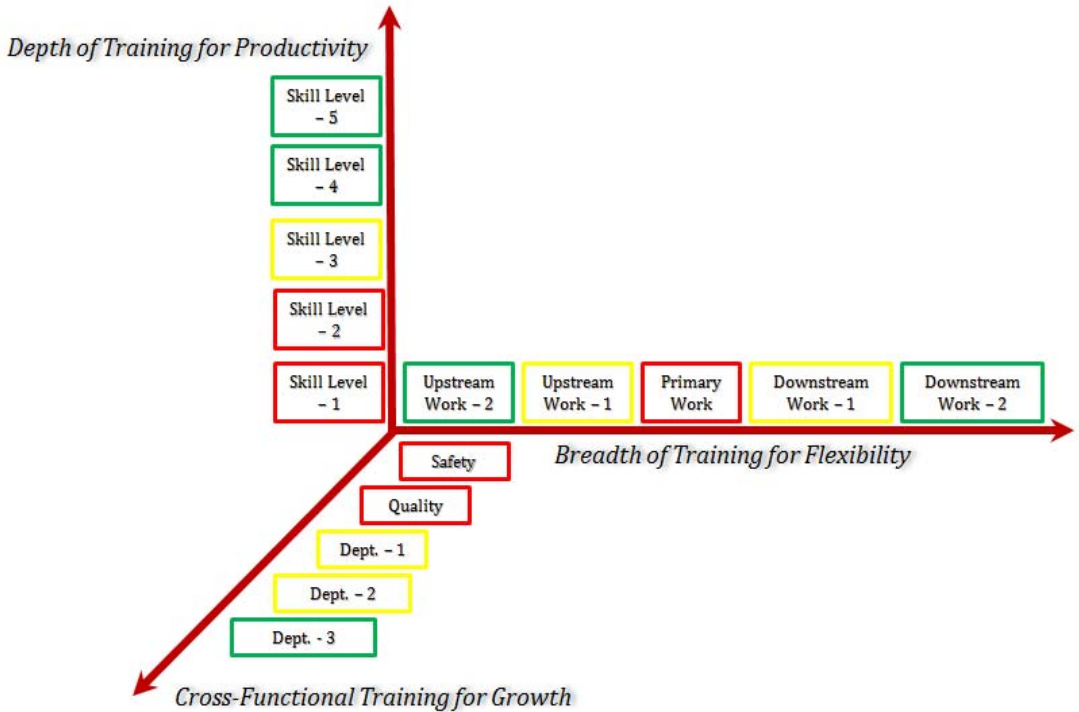 Depth of Training for Productivity
Skill Level
– 5
Skill Level
– 4
Skill Level
– 3
Skill Level
– 2
Skill Level
– 1
Upstream
Work – 2
Upstream
Work – 1
Primary
Work
Downstream
Work – 1
Downstream
Work – 2
Breadth of Training for Flexibility
Safety
Quality
Dept. – 1
Dept. – 2
Dept. - 3
Cross-Functional Training for Growth